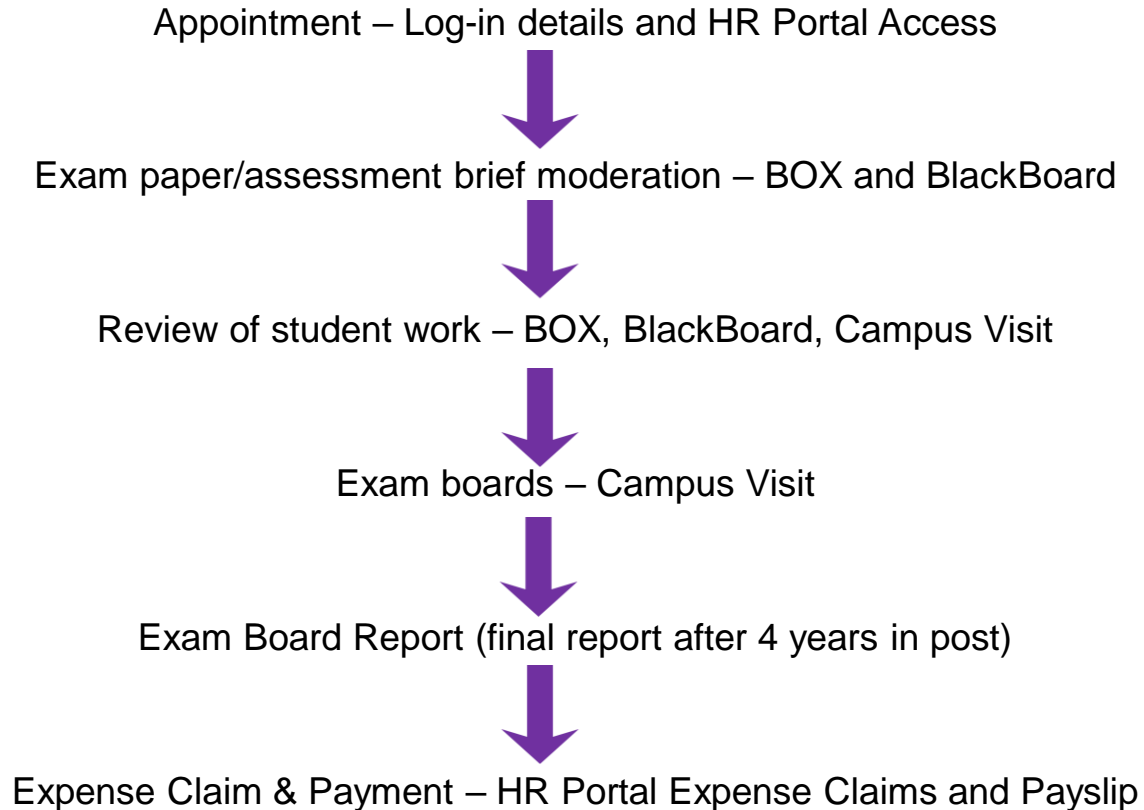 Appointment – Log-in details and HR Portal Access
Exam paper/assessment brief moderation – BOX and BlackBoard
Review of student work – BOX, BlackBoard, Campus Visit
Exam boards – Campus Visit
Exam Board Report (final report after 4 years in post)
Expense Claim & Payment – HR Portal Expense Claims and Payslip